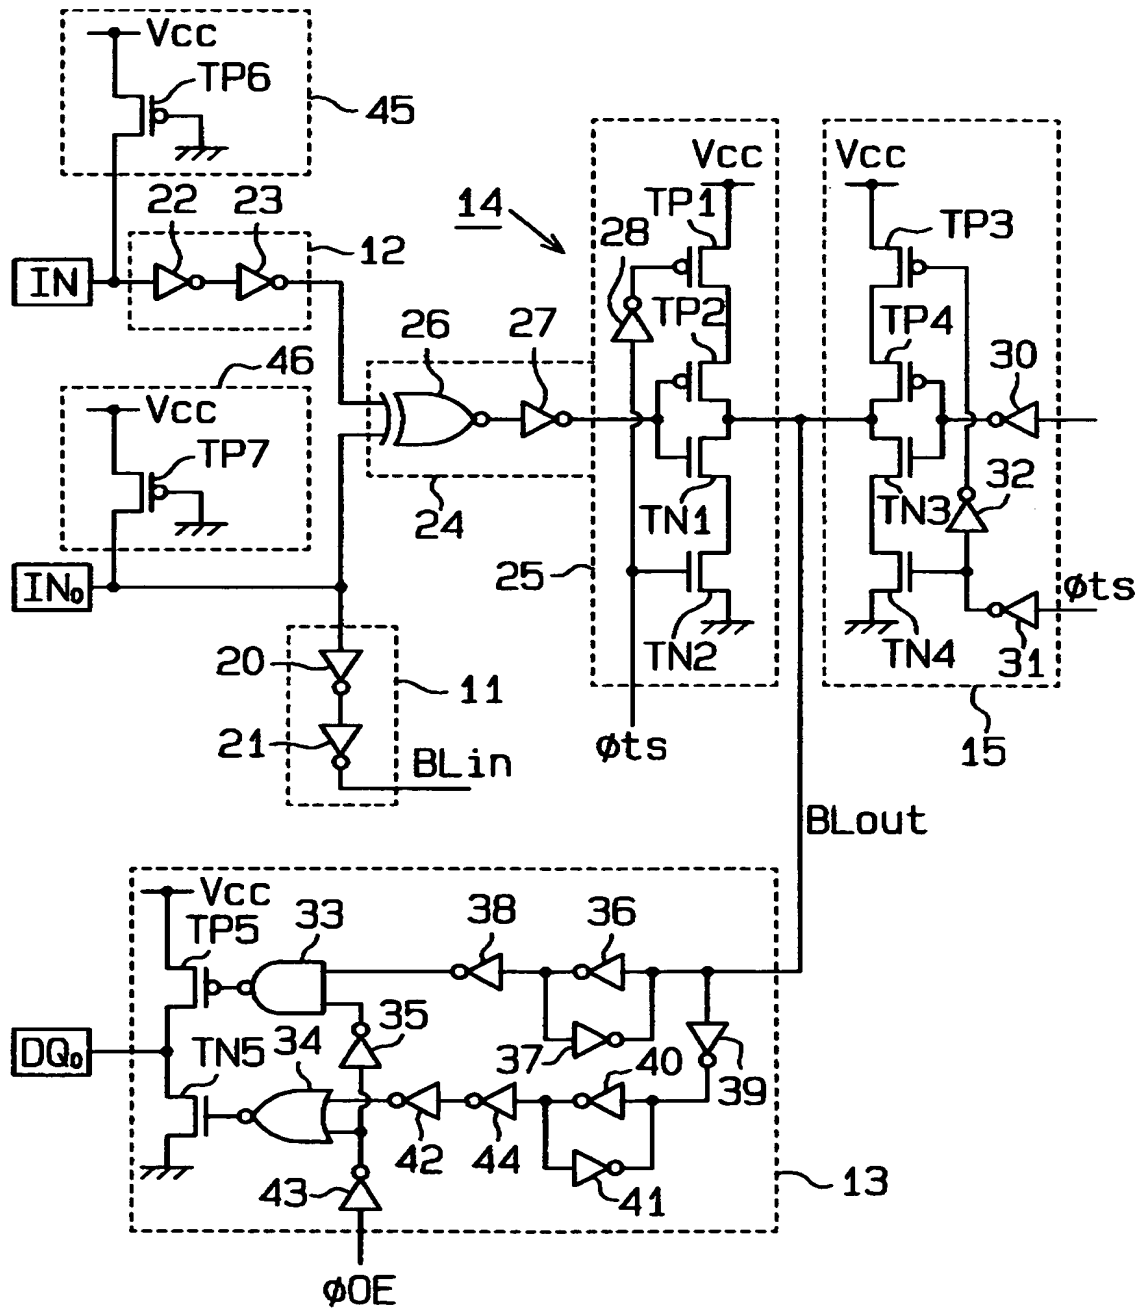 Vcc
TP6
45
22
23
12
IN
46
Vcc
TP7
IN0
26
27
24
14
28
Vcc
TP1
TP2
TN1
TN2
25
φts
Vcc
TP3
TP4
30
TN3
32
φts
TN4
31
15
20
11
21
BLin
BLout
Vcc
TP5
33
38
36
35
37
39
DQ0
TN5
34
40
42
44
41
43
13
φOE